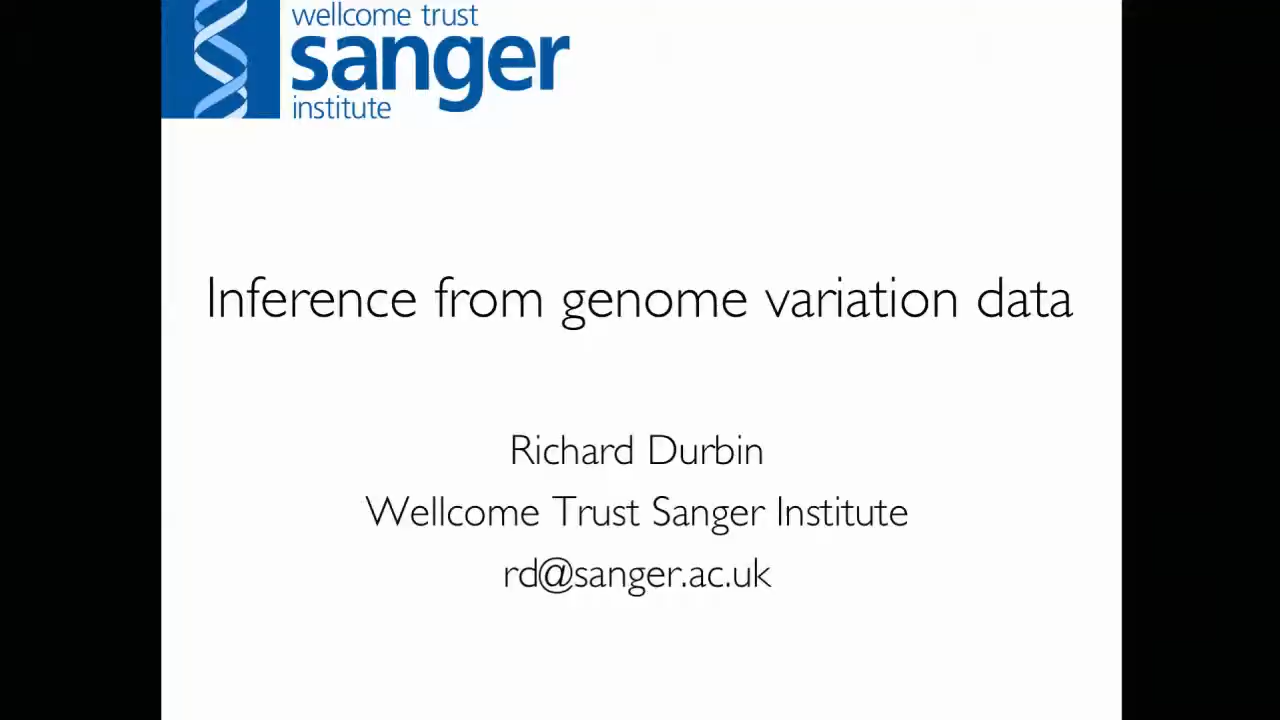 wellcome trust
sanger
institute
Inference from genome variation data
Richard Durbin
Wellcome Trust Sanger Institute
rd@sanger.ac.uk